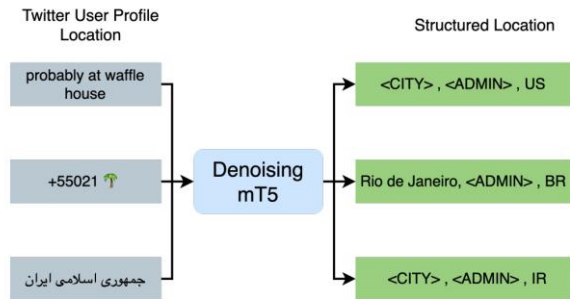 Twitter User Profile
Location
Structured Location
probably at waffle
house
<CITY> , <ADMIN> , US
+55021 🌴
Denoising
mT5
Rio de Janeiro, <ADMIN> , BR
جمهوری اسلامی ایران
<CITY> , <ADMIN> , IR